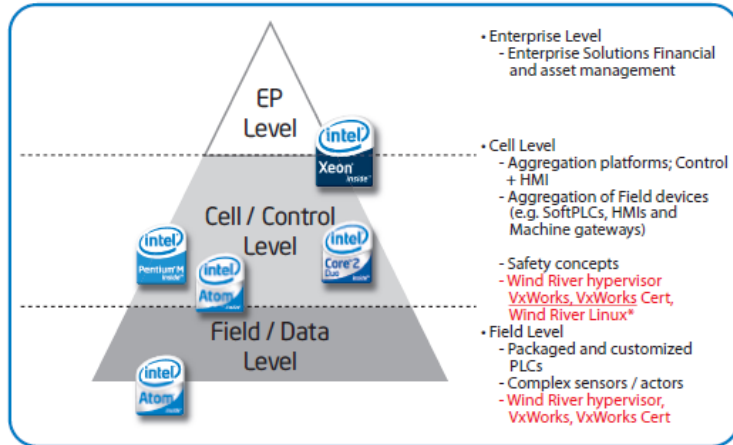 EP
Level
intel
Xeon
inside
Cell / Control
Level
intel
Pentium M
inside
intel
Atom
inside
intel
Core 2
Duo
inside
Field / Data
Level
intel
Atom
inside
• Enterprise Level
- Enterprise Solutions Financial
and asset management
• Cell Level
- Aggregation platforms; Control
+ HMI
- Aggregation of Field devices
(e.g. SoftPLCs, HMIs and
Machine gateways)
- Safety concepts
- Wind River hypervisor
VxWorks, VxWorks Cert,
Wind River Linux*
• Field Level
- Packaged and customized
PLCs
- Complex sensors / actors
- Wind River hypervisor,
VxWorks, VxWorks Cert